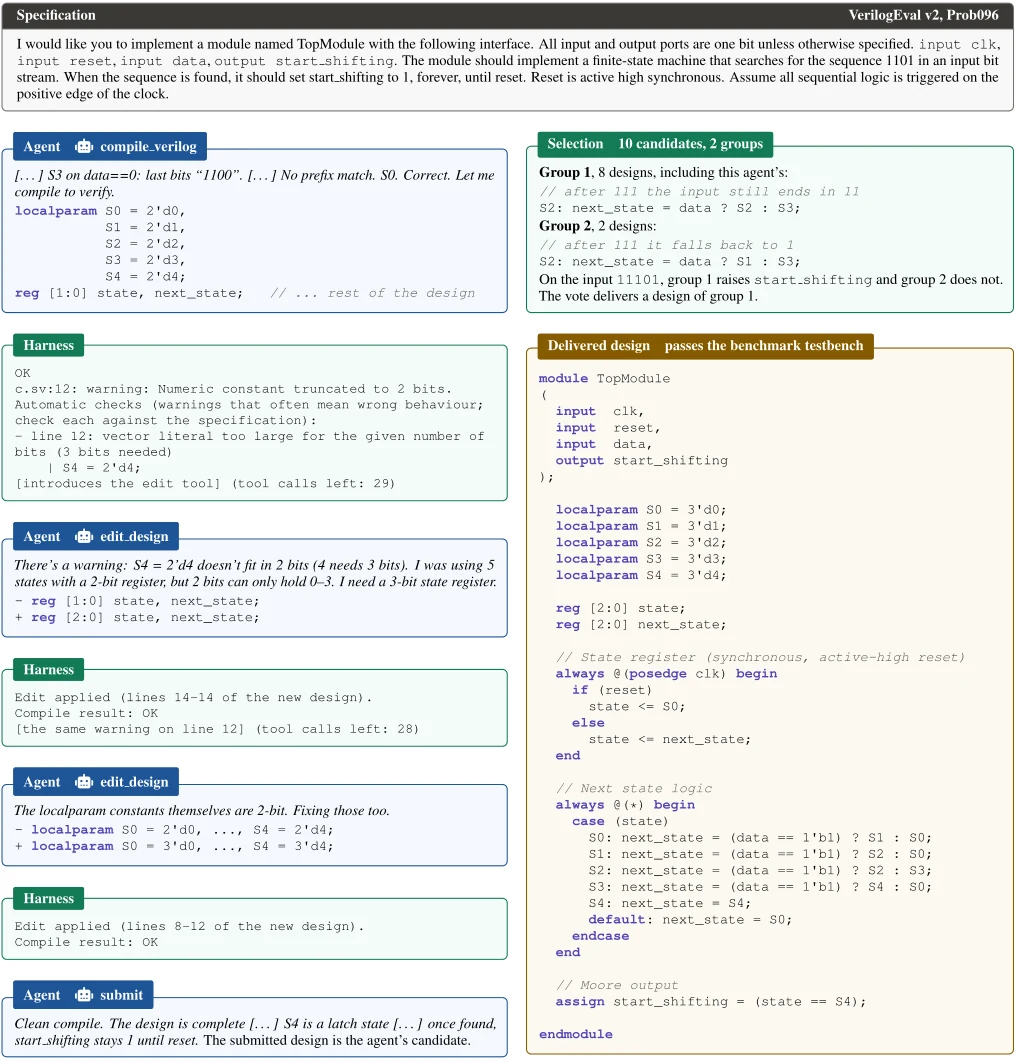 Specification VerilogEval v2, Prob096
I would like you to implement a module named TopModule with the following interface. All input and output ports are one bit unless otherwise specified. input clk,
input reset, input data, output start_shifting. The module should implement a finite-state machine that searches for the sequence 1101 in an input bit
stream. When the sequence is found, it should set start_shifting to 1, forever, until reset. Reset is active high synchronous. Assume all sequential logic is triggered on the
positive edge of the clock.
Agent compile_verilog
[...] S3 on data==0: last bits “1100”. [...] No prefix match. S0. Correct. Let me
compile to verify.
localparam S0 = 2'd0,
S1 = 2'd1,
S2 = 2'd2,
S3 = 2'd3,
S4 = 2'd4;
reg [1:0] state, next_state; // ... rest of the design
Harness
OK
c.sv:12: warning: Numeric constant truncated to 2 bits.
Automatic checks (warnings that often mean wrong behaviour;
check each against the specification):
- line 12: vector literal too large for the given number of
bits (3 bits needed)
| S4 = 2'd4;
[introduces the edit tool] (tool calls left: 29)
Agent edit_design
There's a warning: S4 = 2'd4 doesn't fit in 2 bits (4 needs 3 bits). I was using 5
states with a 2-bit register, but 2 bits can only hold 0–3. I need a 3-bit state register.
- reg [1:0] state, next_state;
+ reg [2:0] state, next_state;
Harness
Edit applied (lines 14-14 of the new design).
Compile result: OK
[the same warning on line 12] (tool calls left: 28)
Agent edit_design
The localparam constants themselves are 2-bit. Fixing those too.
- localparam S0 = 2'd0, ..., S4 = 2'd4;
+ localparam S0 = 3'd0, ..., S4 = 3'd4;
Harness
Edit applied (lines 8-12 of the new design).
Compile result: OK
Agent submit
Clean compile. The design is complete [...] S4 is a latch state [...] once found,
start_shifting stays 1 until reset. The submitted design is the agent's candidate.
Selection 10 candidates, 2 groups
Group 1, 8 designs, including this agent's:
// after 111 the input still ends in 11
S2: next_state = data ? S2 : S3;
Group 2, 2 designs:
// after 111 it falls back to 1
S2: next_state = data ? S1 : S3;
On the input 11101, group 1 raises start_shifting and group 2 does not.
The vote delivers a design of group 1.
Delivered design passes the benchmark testbench
module TopModule
(
input clk,
input reset,
input data,
output start_shifting
);
localparam S0 = 3'd0;
localparam S1 = 3'd1;
localparam S2 = 3'd2;
localparam S3 = 3'd3;
localparam S4 = 3'd4;
reg [2:0] state;
reg [2:0] next_state;
// State register (synchronous, active-high reset)
always @(posedge clk) begin
if (reset)
state <= S0;
else
state <= next_state;
end
// Next state logic
always @(*) begin
case (state)
S0: next_state = (data == 1'b1) ? S1 : S0;
S1: next_state = (data == 1'b1) ? S2 : S0;
S2: next_state = (data == 1'b1) ? S2 : S3;
S3: next_state = (data == 1'b1) ? S4 : S0;
S4: next_state = S4;
default: next_state = S0;
endcase
end
// Moore output
assign start_shifting = (state == S4);
endmodule